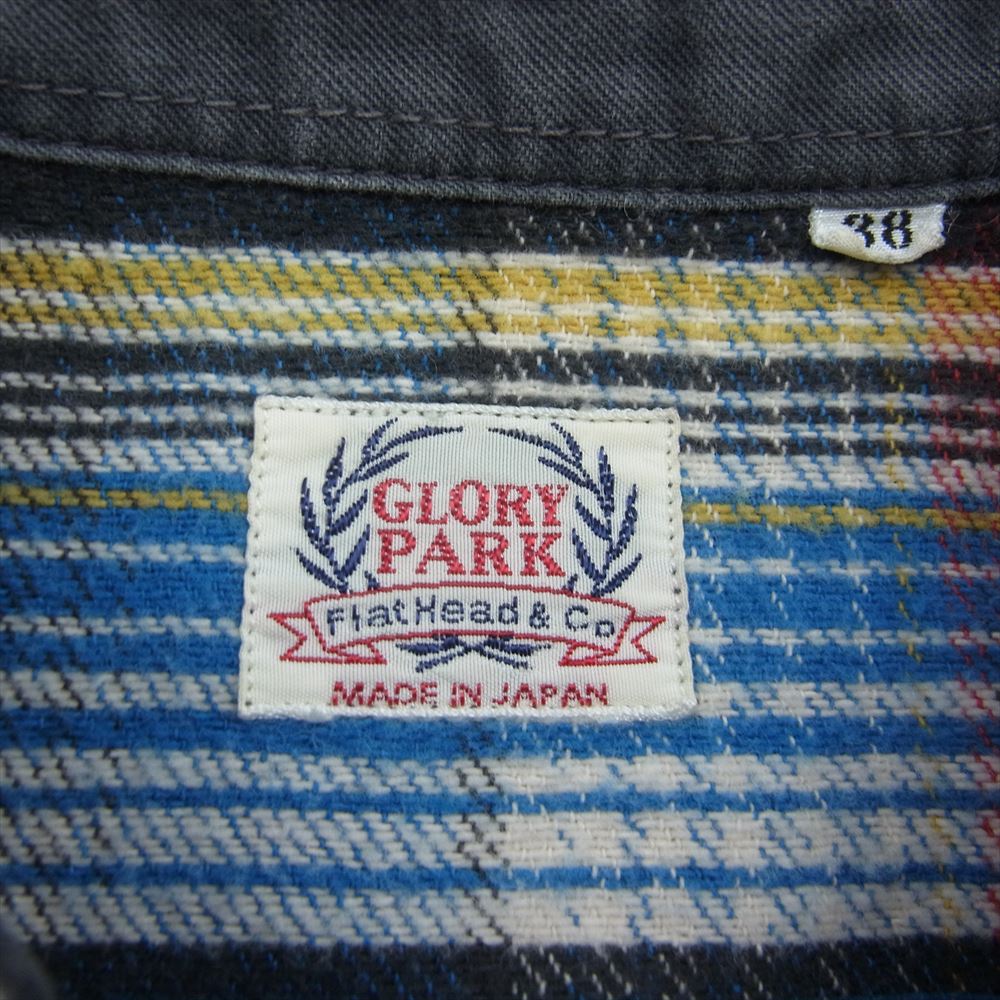 38
GLORY
PARK
FlatHead & Co
MADE IN JAPAN